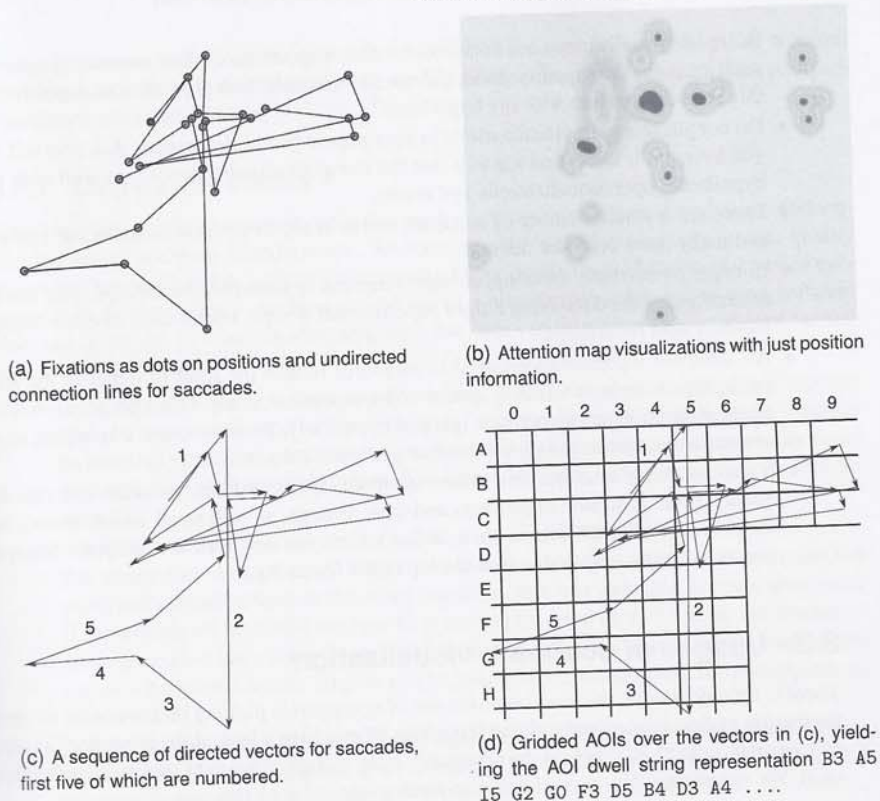 (a) Fixations as dots on positions and undirected
connection lines for saccades.
(b) Attention map visualizations with just position
information.
1
2
3
4
5
(c) A sequence of directed vectors for saccades,
first five of which are numbered.
0 1 2 3 4 5 6 7 8 9
A
B
C
D
E
F
G
H
1
2
3
4
5
(d) Gridded AOIs over the vectors in (c), yield-
ing the AOI dwell string representation B3 A5
I5 G2 G0 F3 D5 B4 D3 A4 ....